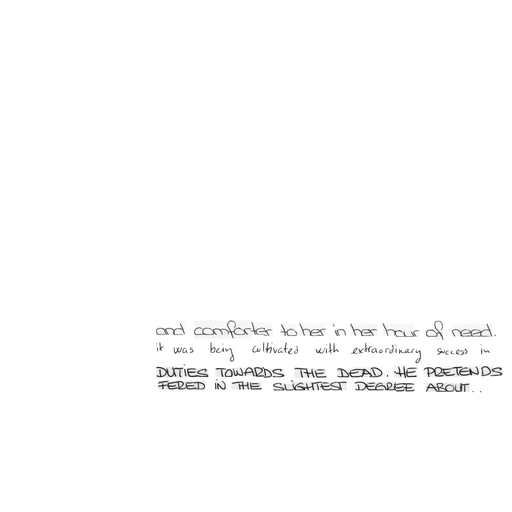 and comforter to her in her hour of need.
it was being cultivated with extraordinary success in
DUTIES TOWARDS THE DEAD. HE PRETENDS
FERED IN THE SLIGHTEST DEGREE ABOUT..